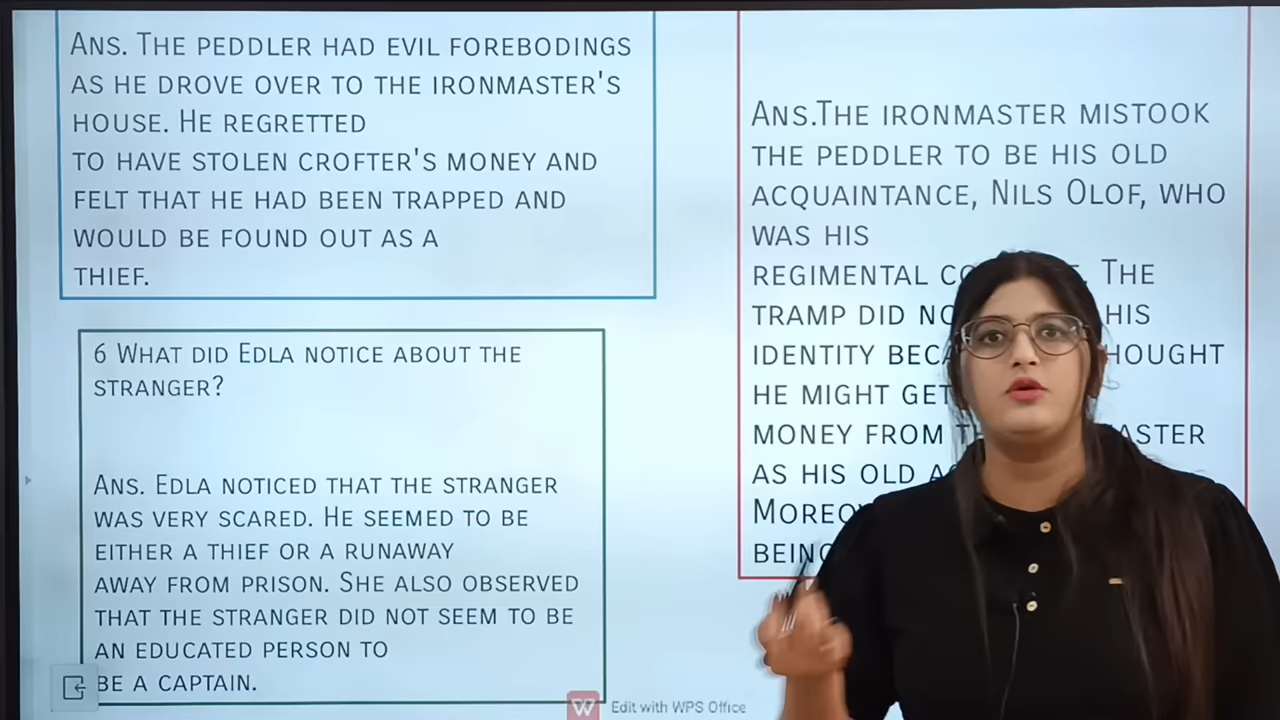 Ans. The peddler had evil forebodings
as he drove over to the ironmaster's
house. He regretted
to have stolen crofter's money and
felt that he had been trapped and
would be found out as a
thief.
6 What did Edla notice about the
stranger?
Ans. Edla noticed that the stranger
was very scared. He seemed to be
either a thief or a runaway
away from prison. She also observed
that the stranger did not seem to be
an educated person to
be a captain.
Ans.The ironmaster mistook
the peddler to be his old
acquaintance, Nils Olof, who
was his
regimental The
tramp did his
identity
he might get
money from
as his old
Edit with WPS Office